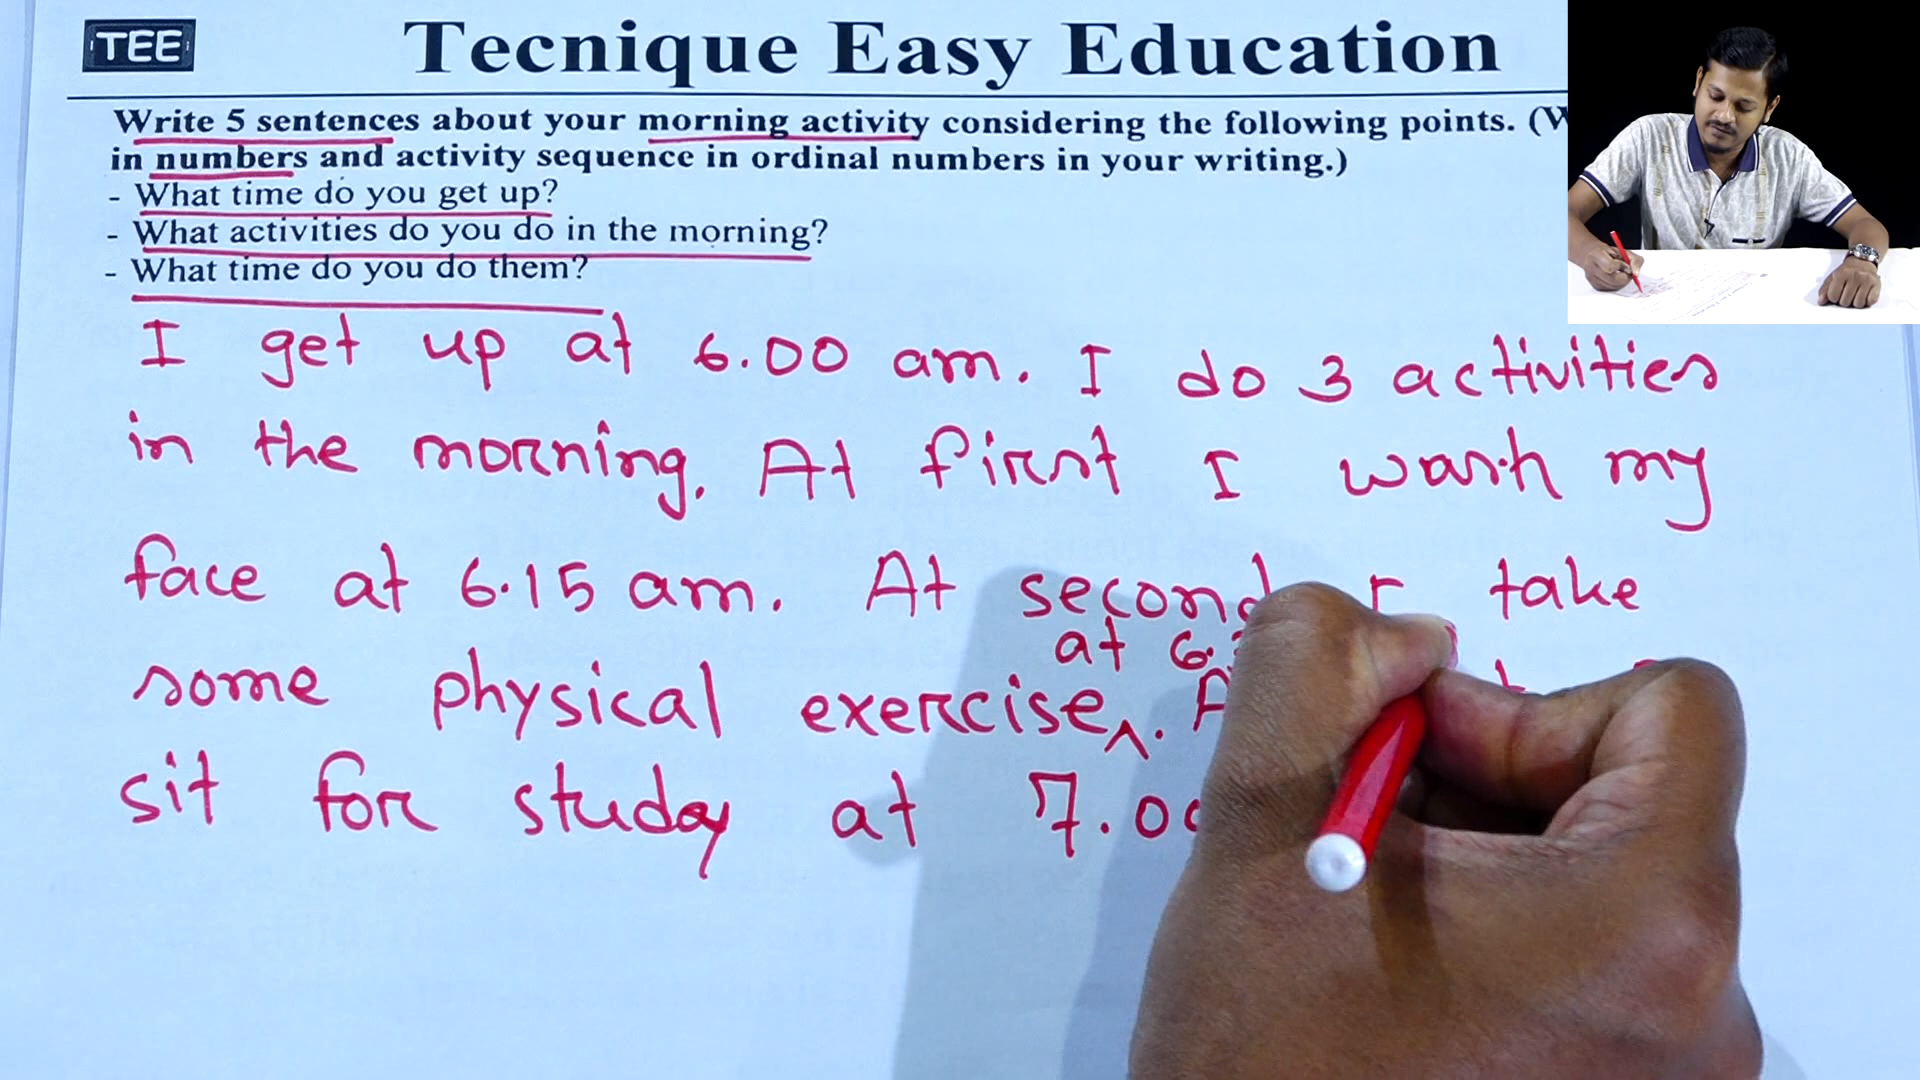 TEE
Tecnique Easy Education
Write 5 sentences about your morning activity considering the following points.
in numbers and activity sequence in ordinal numbers in your writing.)
- What time do you get up?
- What activities do you do in the morning?
- What time do you do them?
I get up at 6.00 am. I do 3 activities
in the morning. At first I wash my
face at 6.15 am. At second I take
at
some physical exercise.
sit for study at